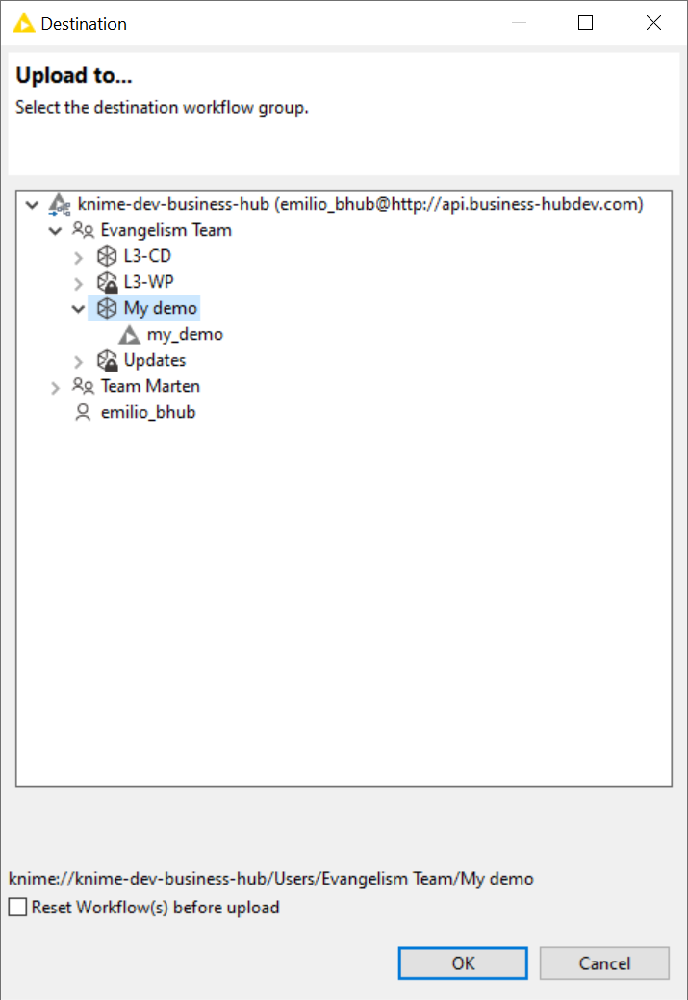 Destination
Upload to...
Select the destination workflow group.
knime-dev-business-hub (emilio_bhub@http://api.business-hubdev.com)
Evangelism Team
L3-CD
L3-WP
My demo
my_demo
Updates
Team Marten
emilio_bhub
knime://knime-dev-business-hub/Users/Evangelism Team/My demo
Reset Workflow(s) before upload
OK Cancel